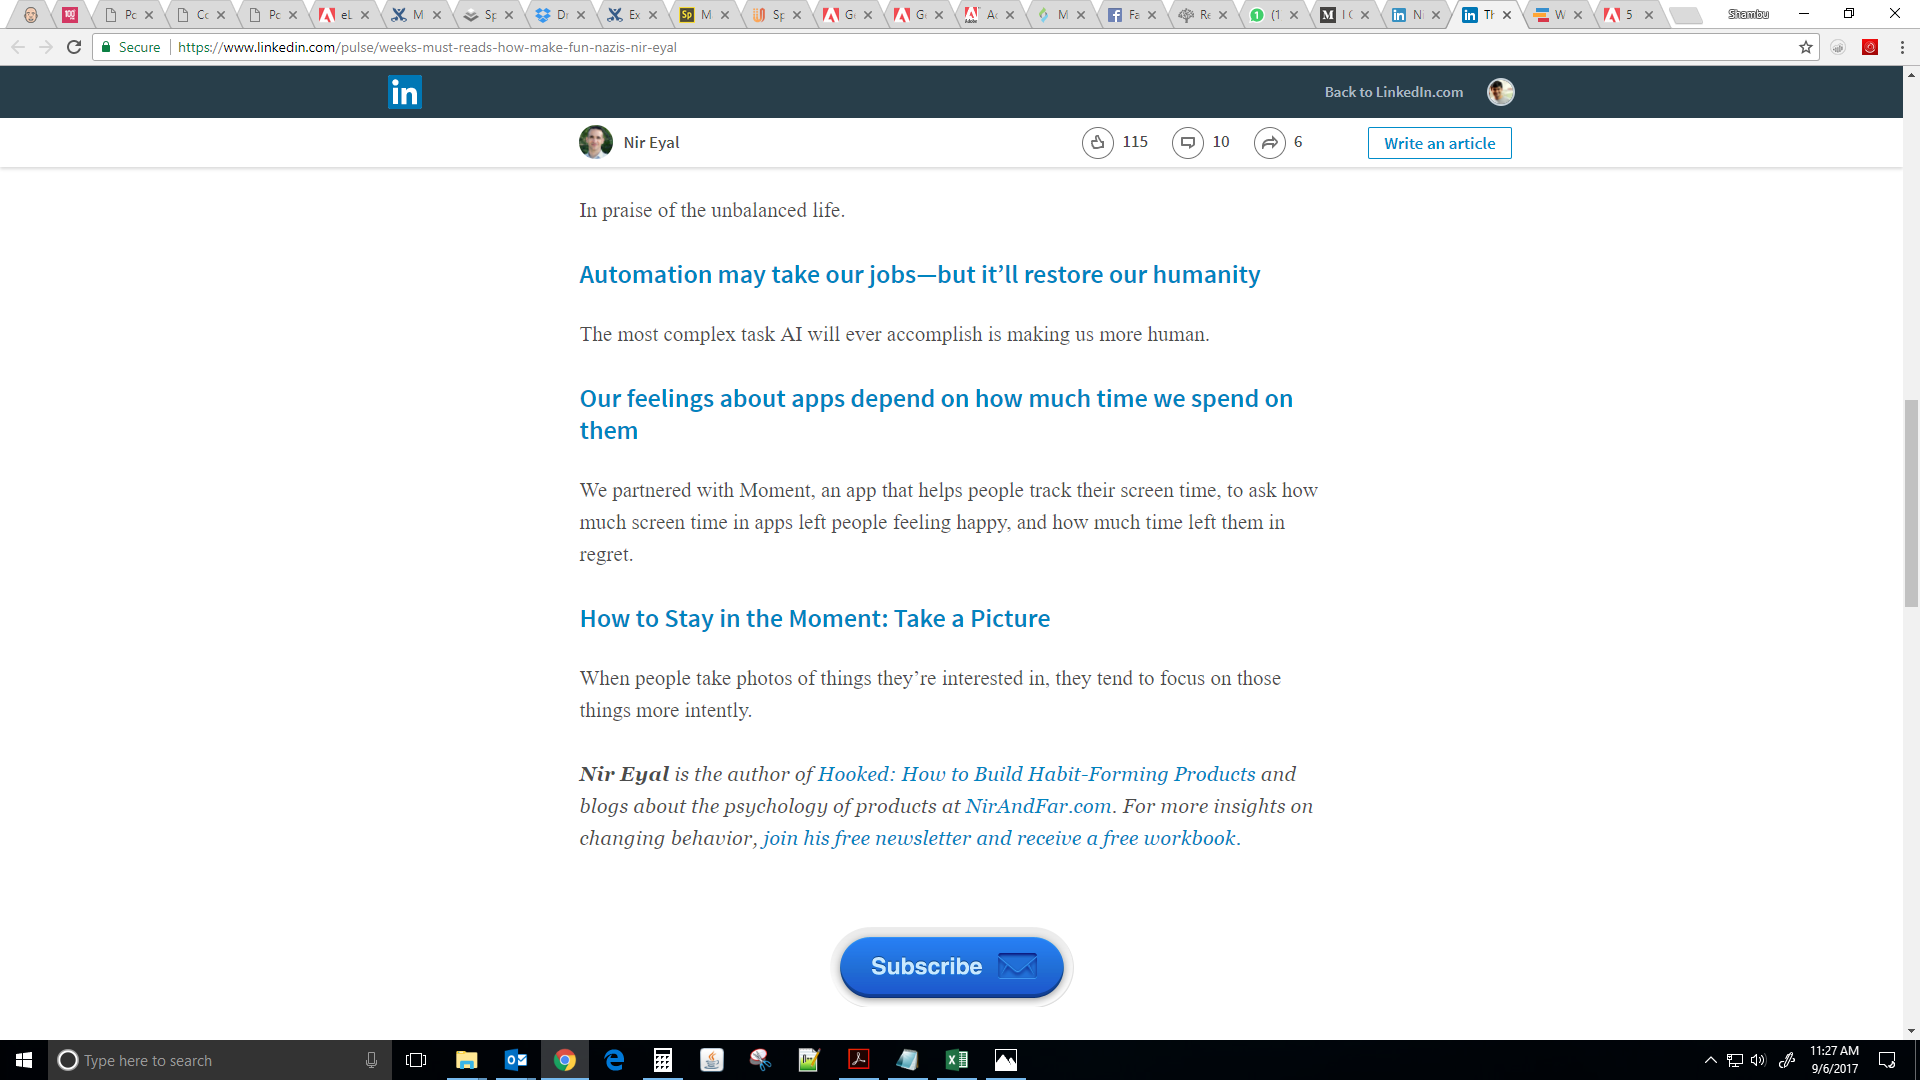 Pc
Cc
Pc
eL
M
Sp
Dr
Ex
Sp M
Sp
Ge
Ge
Adobe Ac
M
Fa
Re
1 (1
M I C
in Ni
in Th
W
5
Shambu
Secure https://www.linkedin.com/pulse/weeks-must-reads-how-make-fun-nazis-nir-eyal
in
Back to LinkedIn.com
Nir Eyal
115
10
6
Write an article
In praise of the unbalanced life.
Automation may take our jobs—but it’ll restore our humanity
The most complex task AI will ever accomplish is making us more human.
Our feelings about apps depend on how much time we spend on
them
We partnered with Moment, an app that helps people track their screen time, to ask how
much screen time in apps left people feeling happy, and how much time left them in
regret.
How to Stay in the Moment: Take a Picture
When people take photos of things they’re interested in, they tend to focus on those
things more intently.
Nir Eyal is the author of Hooked: How to Build Habit-Forming Products and
blogs about the psychology of products at NirAndFar.com. For more insights on
changing behavior, join his free newsletter and receive a free workbook.
Subscribe
Type here to search
11:27 AM
9/6/2017